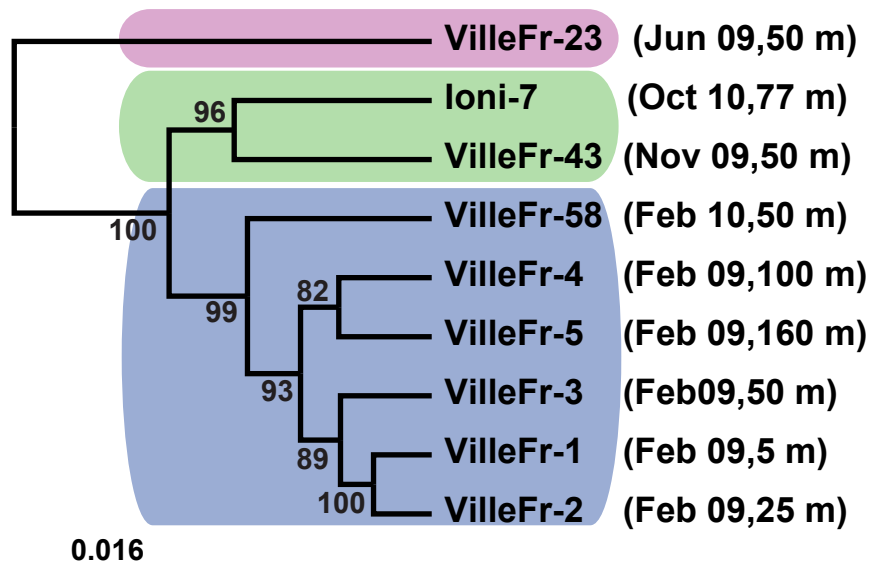 VilleFr-23 (Jun 09,50 m)
Ioni-7 (Oct 10,77 m)
96
VilleFr-43 (Nov 09,50 m)
VilleFr-58 (Feb 10,50 m)
100
VilleFr-4 (Feb 09,100 m)
82
99
VilleFr-5 (Feb 09,160 m)
93
VilleFr-3 (Feb09,50 m)
VilleFr-1 (Feb 09,5 m)
89
100
VilleFr-2 (Feb 09,25 m)
0.016